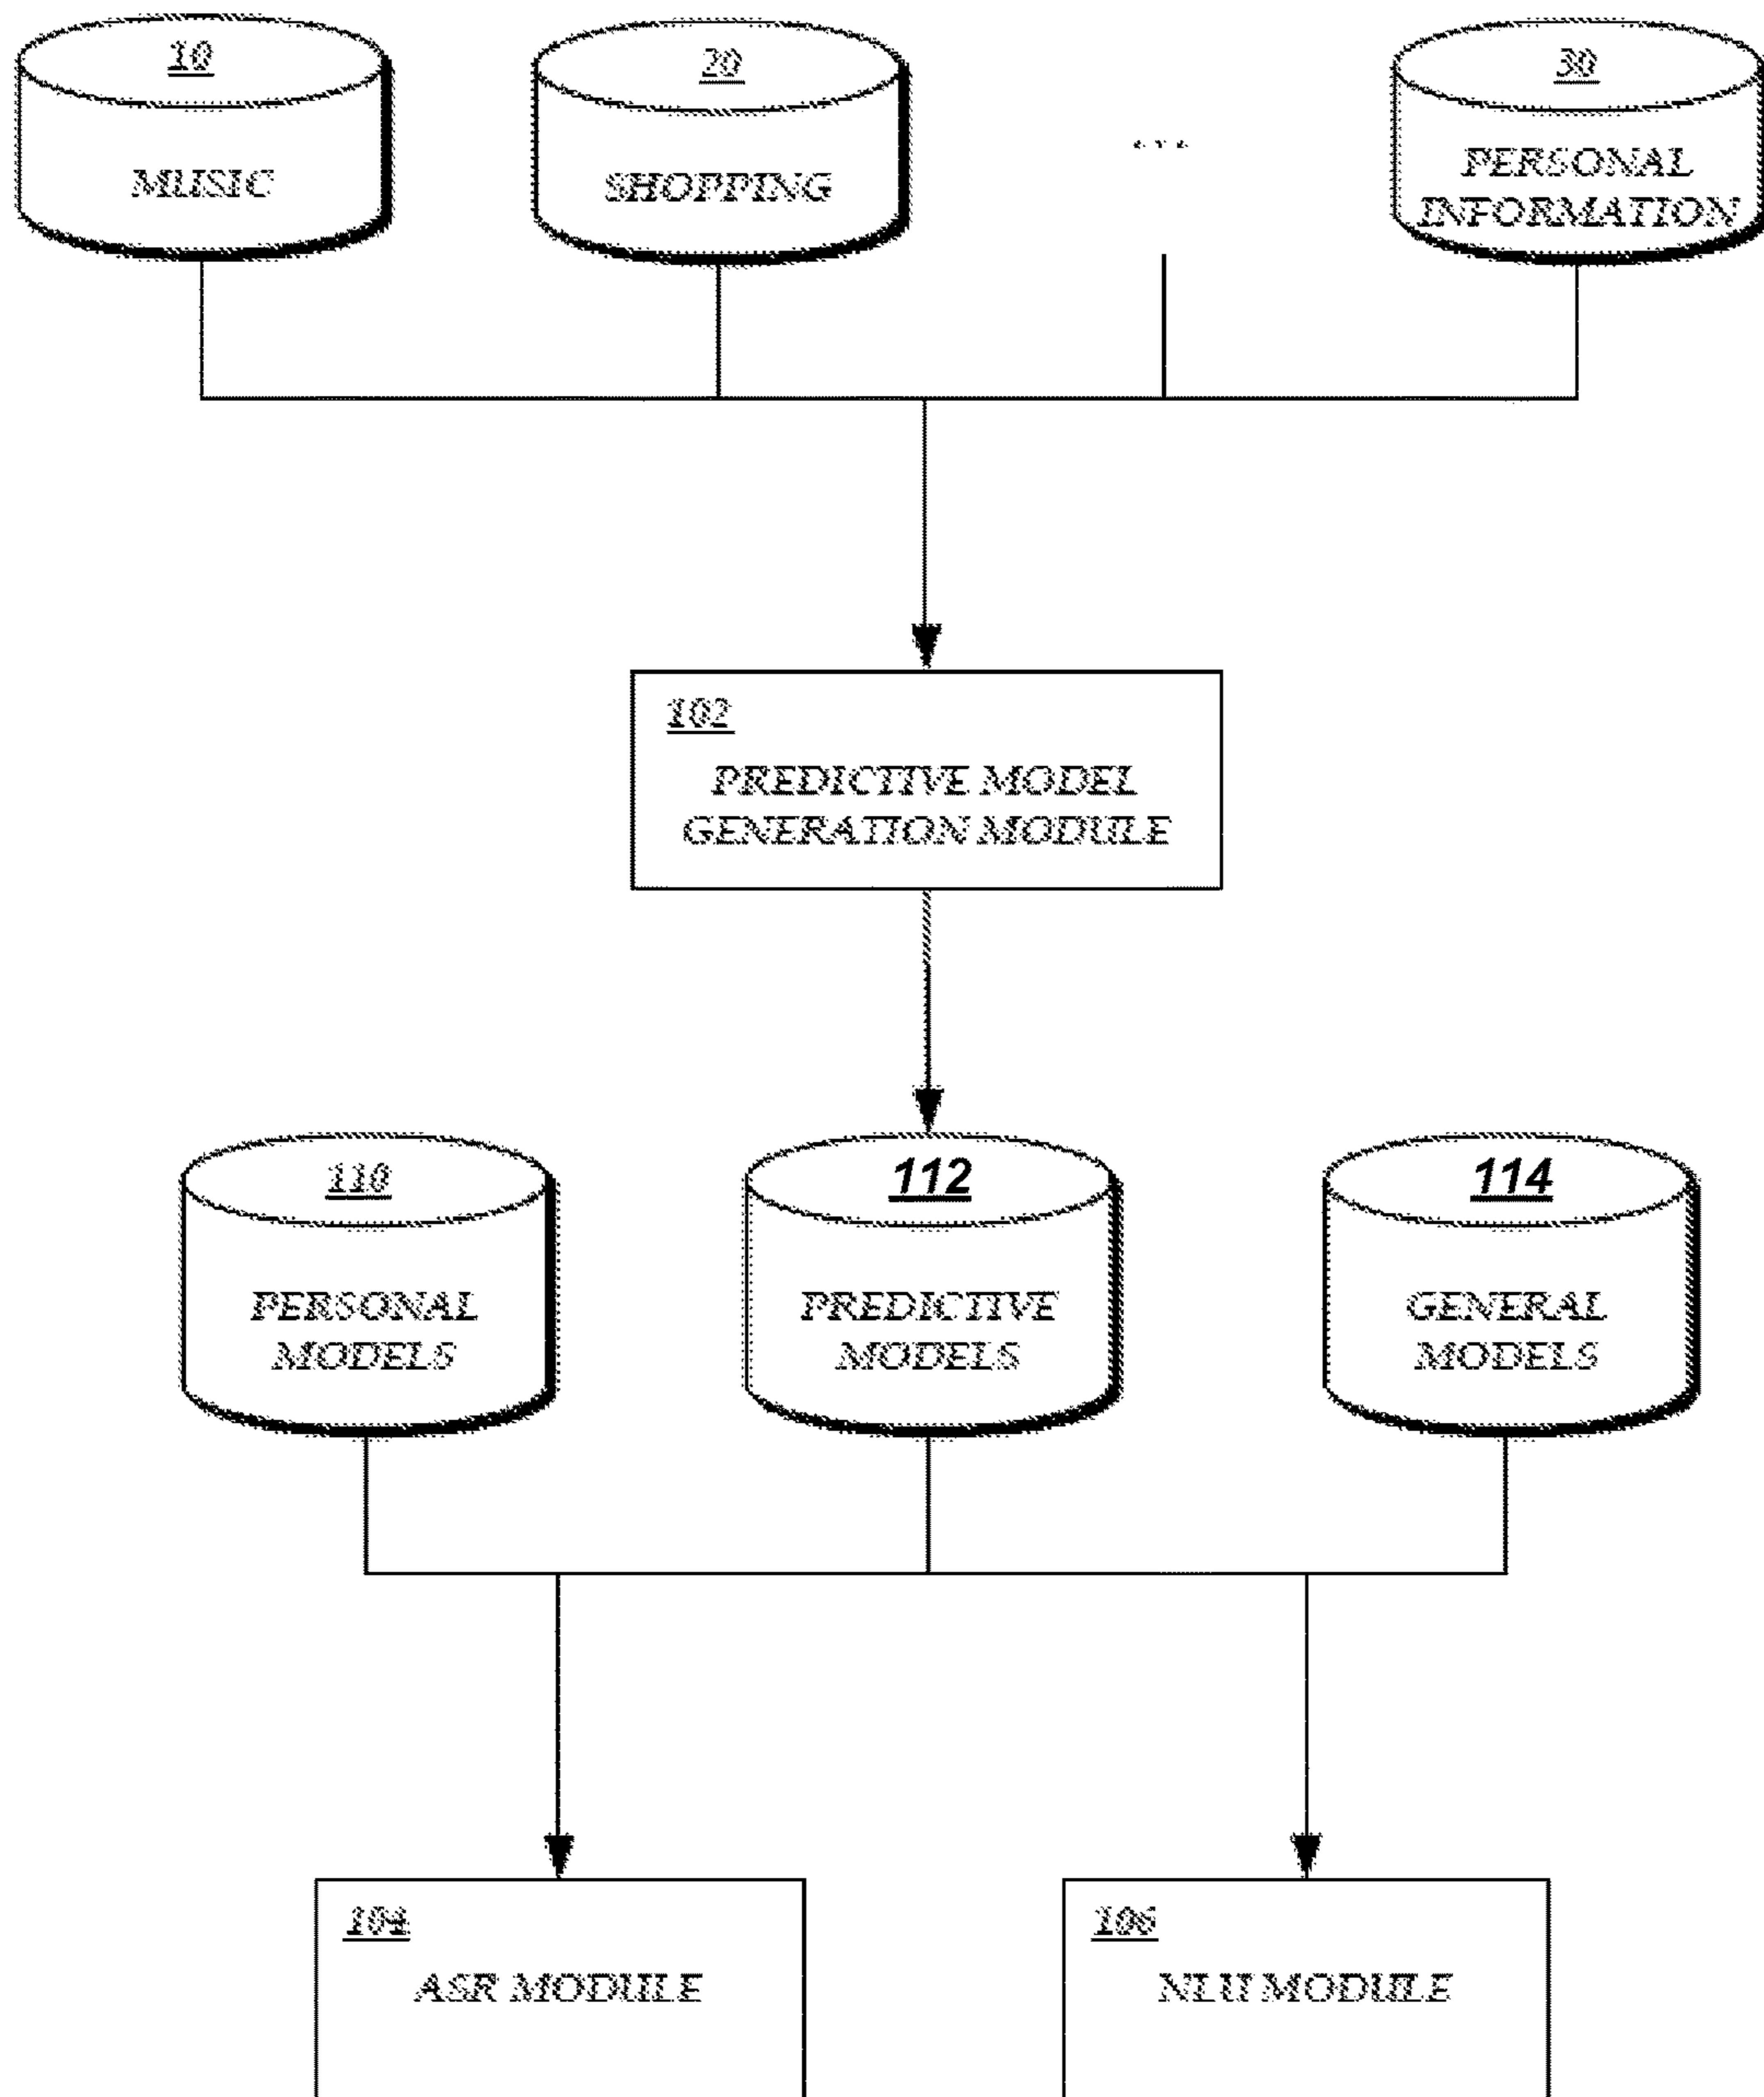 10
20
30
MUSIC
SHOPPING
...
PERSONAL
INFORMATION
102
PREDICTIVE MODEL
GENERATION MODULE
110
112
114
PERSONAL
MODELS
PREDICTIVE
MODELS
GENERAL
MODELS
104
ASR MODULE
106
NLU MODULE